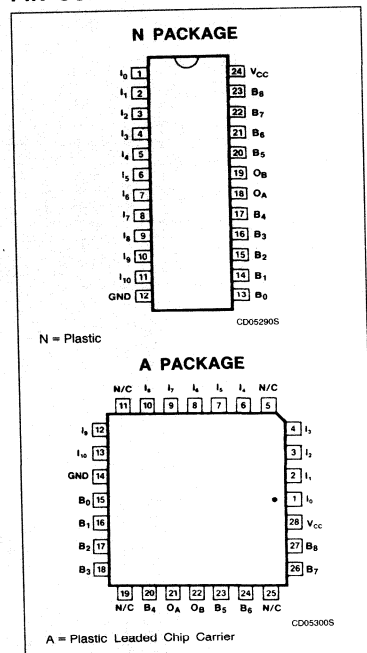 N PACKAGE
I0 1 24 VCC
I1 2 23 B8
I2 3 22 B7
I3 4 21 B6
I4 5 20 B5
I5 6 19 OB
I6 7 18 OA
I7 8 17 B4
I8 9 16 B3
I9 10 15 B2
I10 11 14 B1
GND 12 13 B0
CD05290S
N = Plastic
A PACKAGE
N/C I8 I7 I6 I5 I4 N/C
11 10 9 8 7 6 5
I9 12 4 I3
I10 13 3 I2
GND 14 2 I1
B0 15 1 I0
B1 16 28 VCC
B2 17 27 B8
B3 18 26 B7
19 20 21 22 23 24 25
N/C B4 OA OB B5 B6 N/C
CD05300S
A = Plastic Leaded Chip Carrier